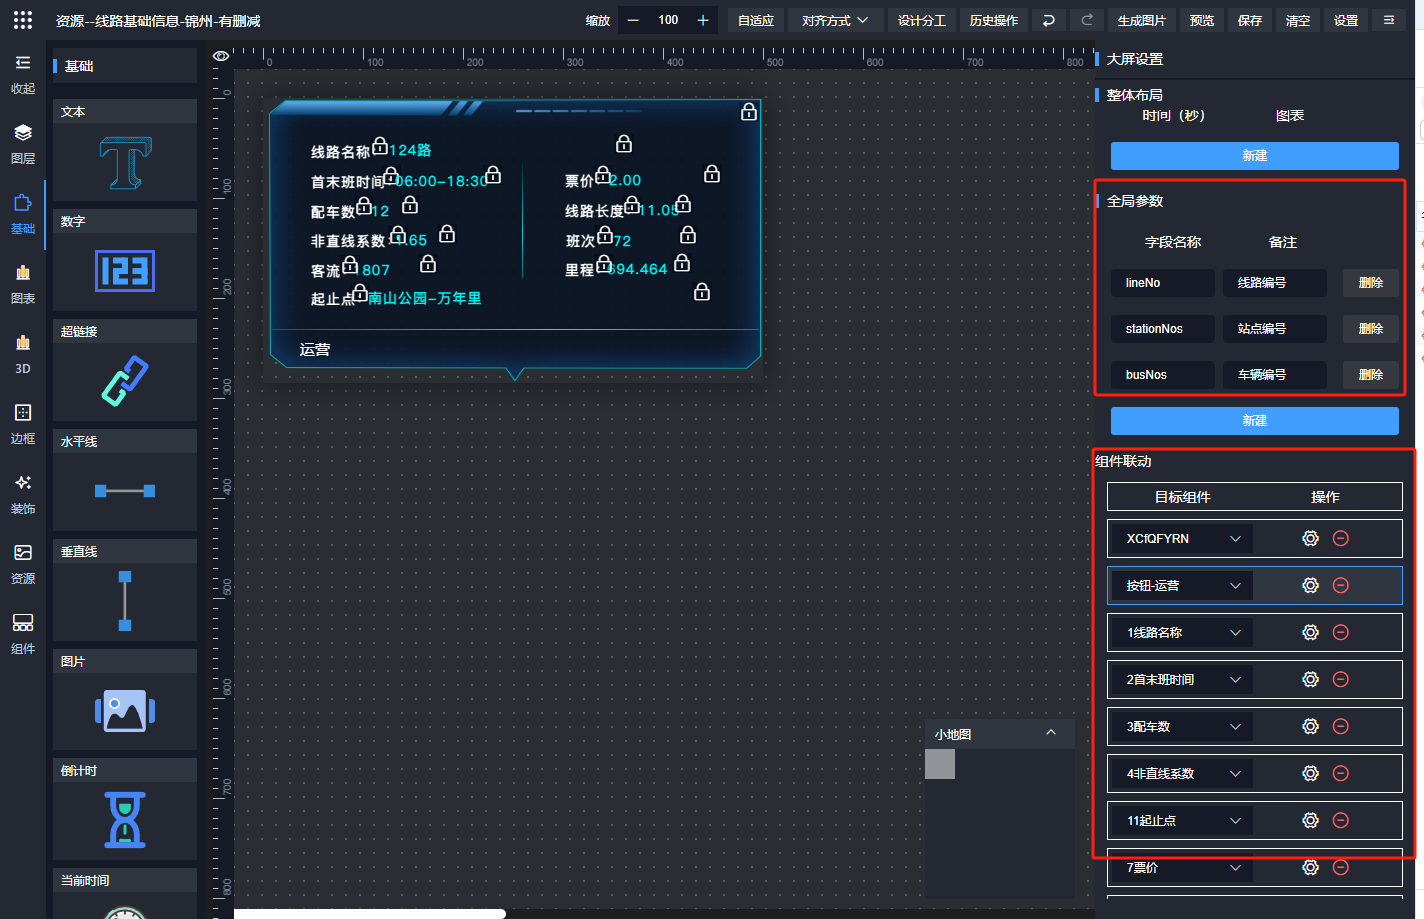 资源--线路基础信息-锦州-有删减
缩放 100 自适应 对齐方式 设计分工 历史操作 生成图片 预览 保存 清空 设置
收起
图层
基础
图表
3D
边框
装饰
资源
组件
基础
文本
数字
123
超链接
水平线
垂直线
图片
倒计时
当前时间
0 100 200 300 400 500 600 700 800
0
100
200
300
400
500
600
700
800
线路名称 124路
首末班时间 06:00-18:30
配车数 12
非直线系数 1.65
客流 1807
起止点 南山公园-万年里
票价 2.00
线路长度 11.05
班次 72
里程 694.464
运营
小地图
大屏设置
整体布局
时间（秒） 图表
新建
全局参数
字段名称 备注
lineNo 线路编号 删除
stationNos 站点编号 删除
busNos 车辆编号 删除
新建
组件联动
目标组件 操作
XCfQFYRN
按钮-运营
1线路名称
2首末班时间
3配车数
4非直线系数
11起止点
7票价